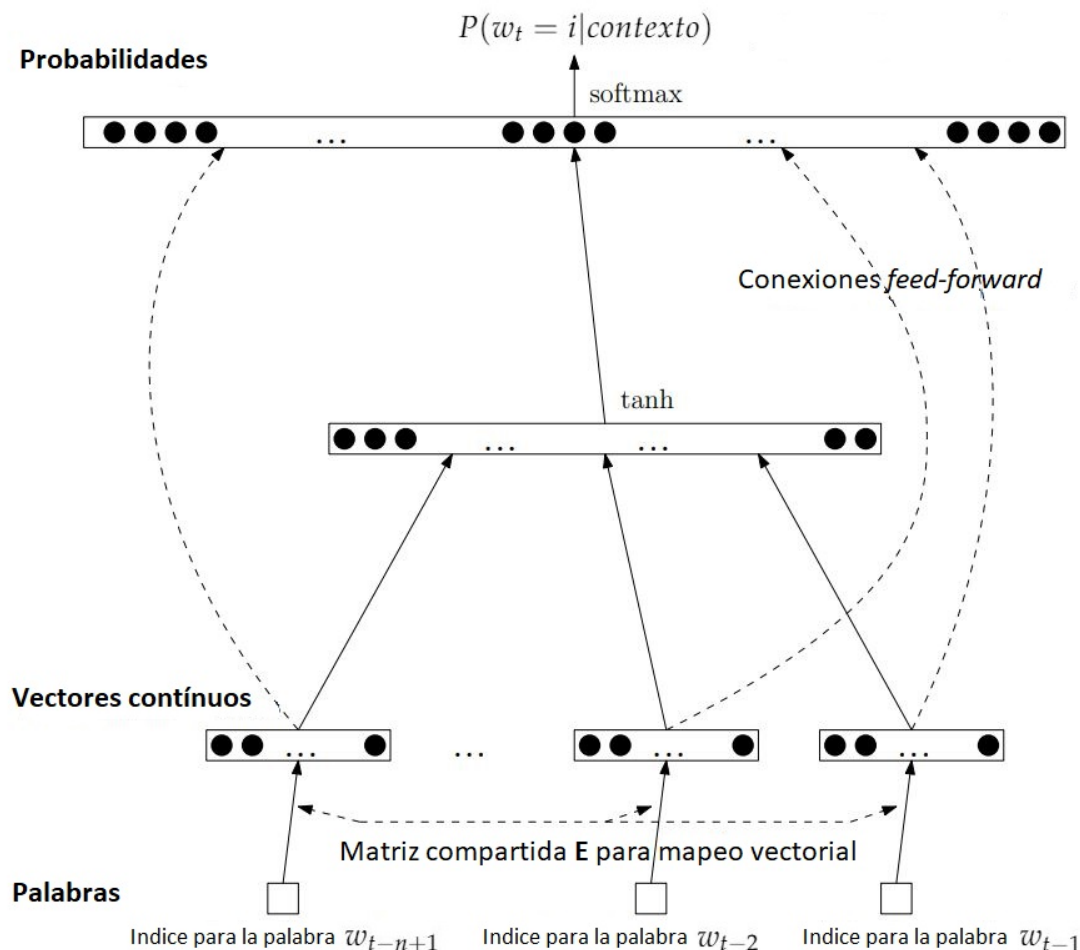 P(w_t = i|contexto)
Probabilidades
softmax
... ...
Conexiones feed-forward
tanh
... ...
Vectores contínuos
... ... ... ...
Matriz compartida E para mapeo vectorial
Palabras
Indice para la palabra w_{t-n+1} Indice para la palabra w_{t-2} Indice para la palabra w_{t-1}